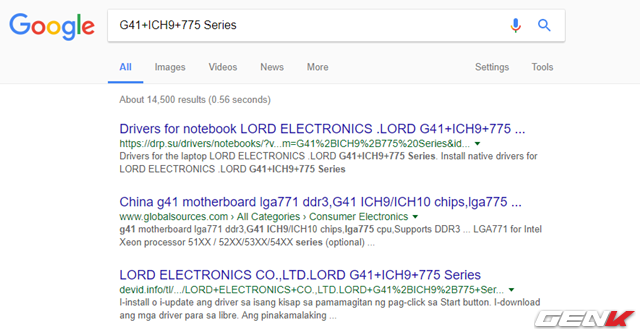 Google G41+ICH9+775 Series
All Images Videos News More Settings Tools
About 14,500 results (0.56 seconds)
Drivers for notebook LORD ELECTRONICS .LORD G41+ICH9+775 ...
https://drp.su/drivers/notebooks/?v...m=G41%2BICH9%2B775%20Series&id...
Drivers for the laptop LORD ELECTRONICS .LORD G41+ICH9+775 Series. Install native drivers for
LORD ELECTRONICS .LORD G41+ICH9+775 Series
China g41 motherboard lga771 ddr3,G41 ICH9/ICH10 chips,lga775 ...
www.globalsources.com › All Categories › Consumer Electronics
g41 motherboard lga771 ddr3,G41 ICH9/ICH10 chips,lga775 cpu,Supports DDR3 ... LGA771 for Intel
Xeon processor 51XX / 52XX/53XX/54XX series (optional) ...
LORD ELECTRONICS CO.,LTD.LORD G41+ICH9+775 Series
devid.info/tl/.../LORD+ELECTRONICS+CO.,LTD.LORD+G41%2BICH9%2B775+Ser...
I-install o i-update ang driver sa isang kisap sa pamamagitan ng pag-click sa Start button. I-download
ang mga driver para sa libre. Ang pinakamalaking ...
GENK